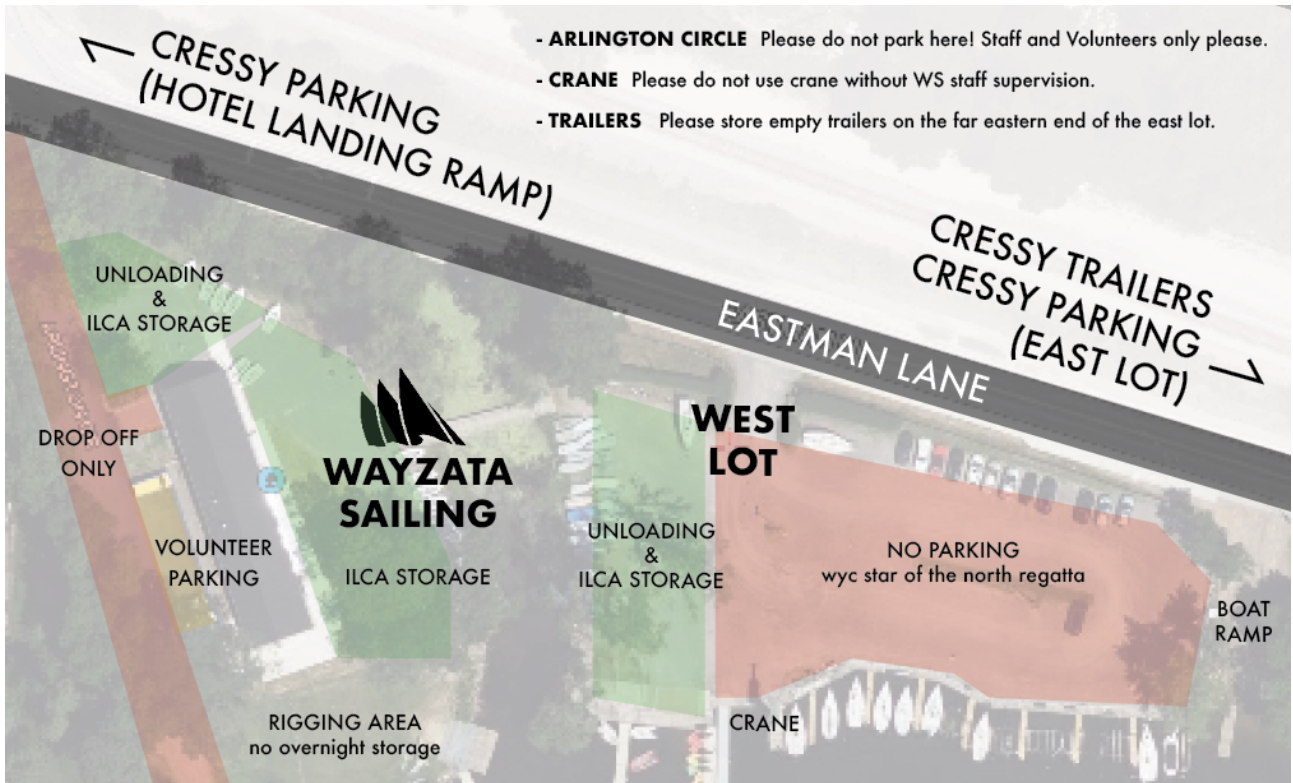 - ARLINGTON CIRCLE Please do not park here! Staff and Volunteers only please.
- CRANE Please do not use crane without WS staff supervision.
- TRAILERS Please store empty trailers on the far eastern end of the east lot.
CRESSY PARKING
(HOTEL LANDING RAMP)
CRESSY TRAILERS
CRESSY PARKING
(EAST LOT)
EASTMAN LANE
UNLOADING
&
ILCA STORAGE
DROP OFF
ONLY
VOLUNTEER
PARKING
WAYZATA
SAILING
ILCA STORAGE
WEST
LOT
UNLOADING
&
ILCA STORAGE
NO PARKING
wyc star of the north regatta
BOAT
RAMP
RIGGING AREA
no overnight storage
CRANE